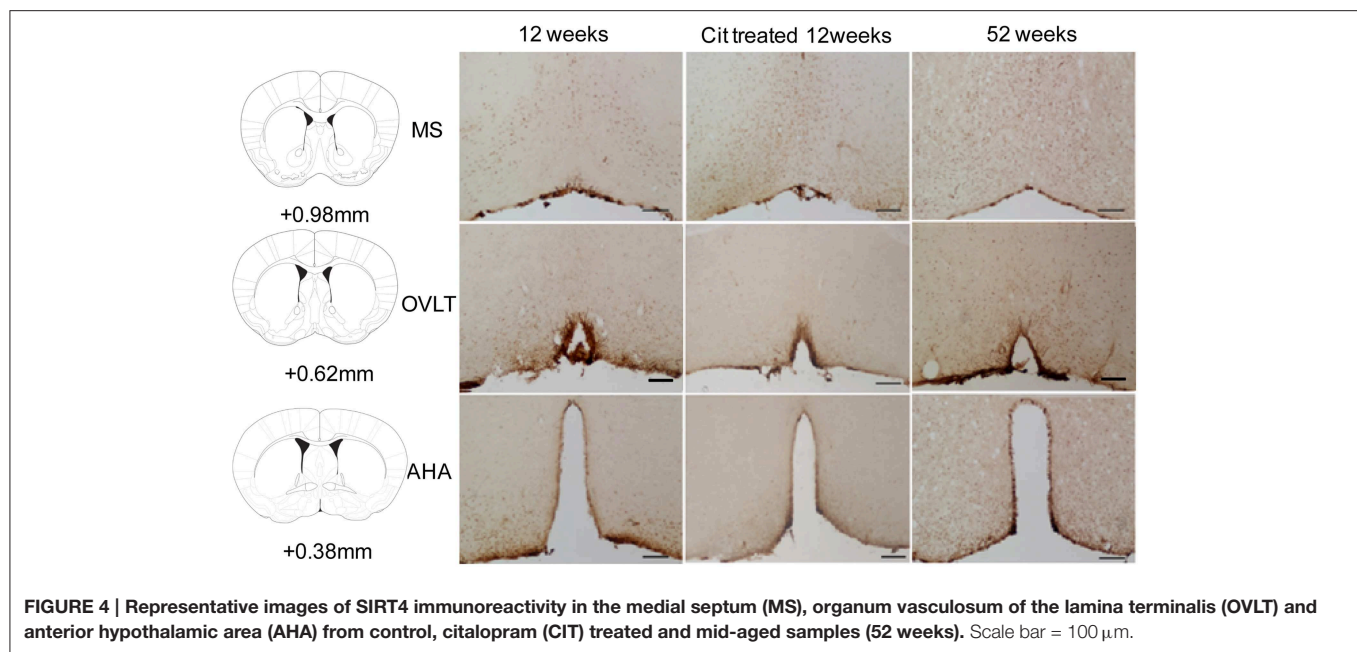 12 weeks
Cit treated 12weeks
52 weeks
MS
+0.98mm
OVLT
+0.62mm
AHA
+0.38mm
FIGURE 4 | Representative images of SIRT4 immunoreactivity in the medial septum (MS), organum vasculosum of the lamina terminalis (OVLT) and
anterior hypothalamic area (AHA) from control, citalopram (CIT) treated and mid-aged samples (52 weeks). Scale bar = 100 μm.